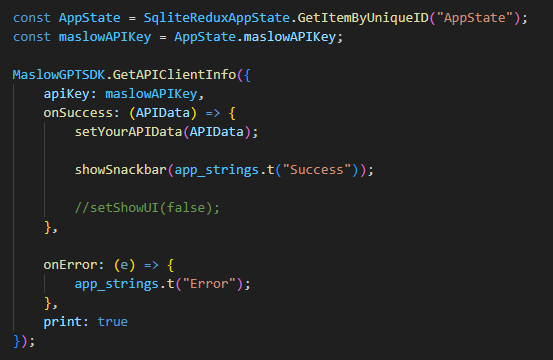 const AppState = SqliteReduxAppState.GetItemByUniqueID("AppState");
const maslowAPIKey = AppState.maslowAPIKey;

MaslowGPTSDK.GetAPIClientInfo({
    apiKey: maslowAPIKey,
    onSuccess: (APIData) => {
        setYourAPIData(APIData);

        showSnackbar(app_strings.t("Success"));

        //setShowUI(false);
    },

    onError: (e) => {
        app_strings.t("Error");
    },
    print: true
});